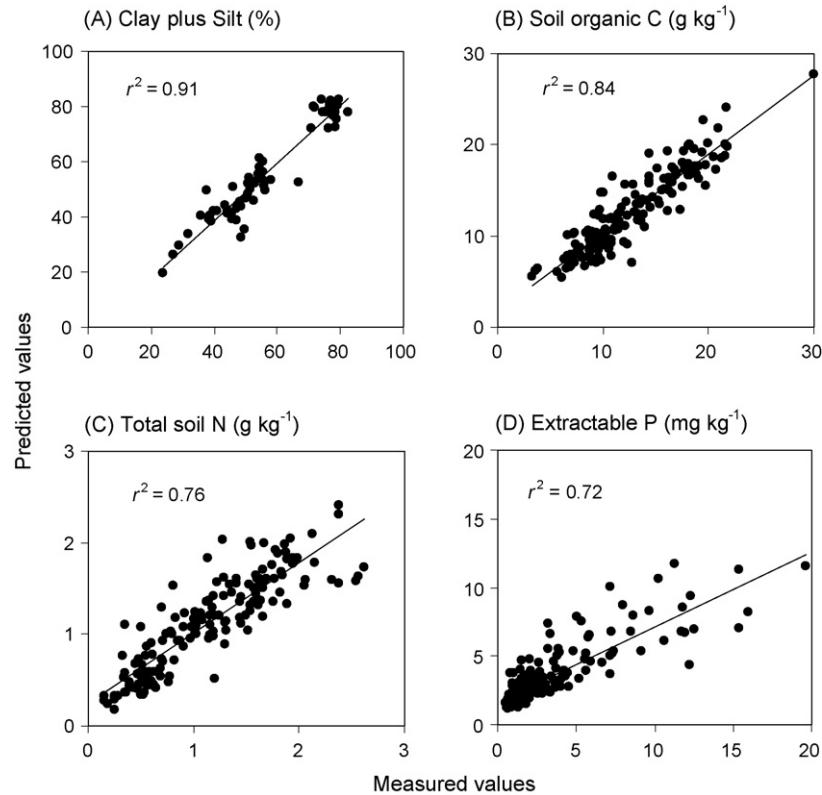 (A) Clay plus Silt (%)
r² = 0.91
100
80
60
40
20
0
0 20 40 60 80 100
(B) Soil organic C (g kg⁻¹)
r² = 0.84
30
20
10
0
0 10 20 30
Predicted values
(C) Total soil N (g kg⁻¹)
r² = 0.76
3
2
1
0
0 1 2 3
(D) Extractable P (mg kg⁻¹)
r² = 0.72
20
15
10
5
0
0 5 10 15 20
Measured values